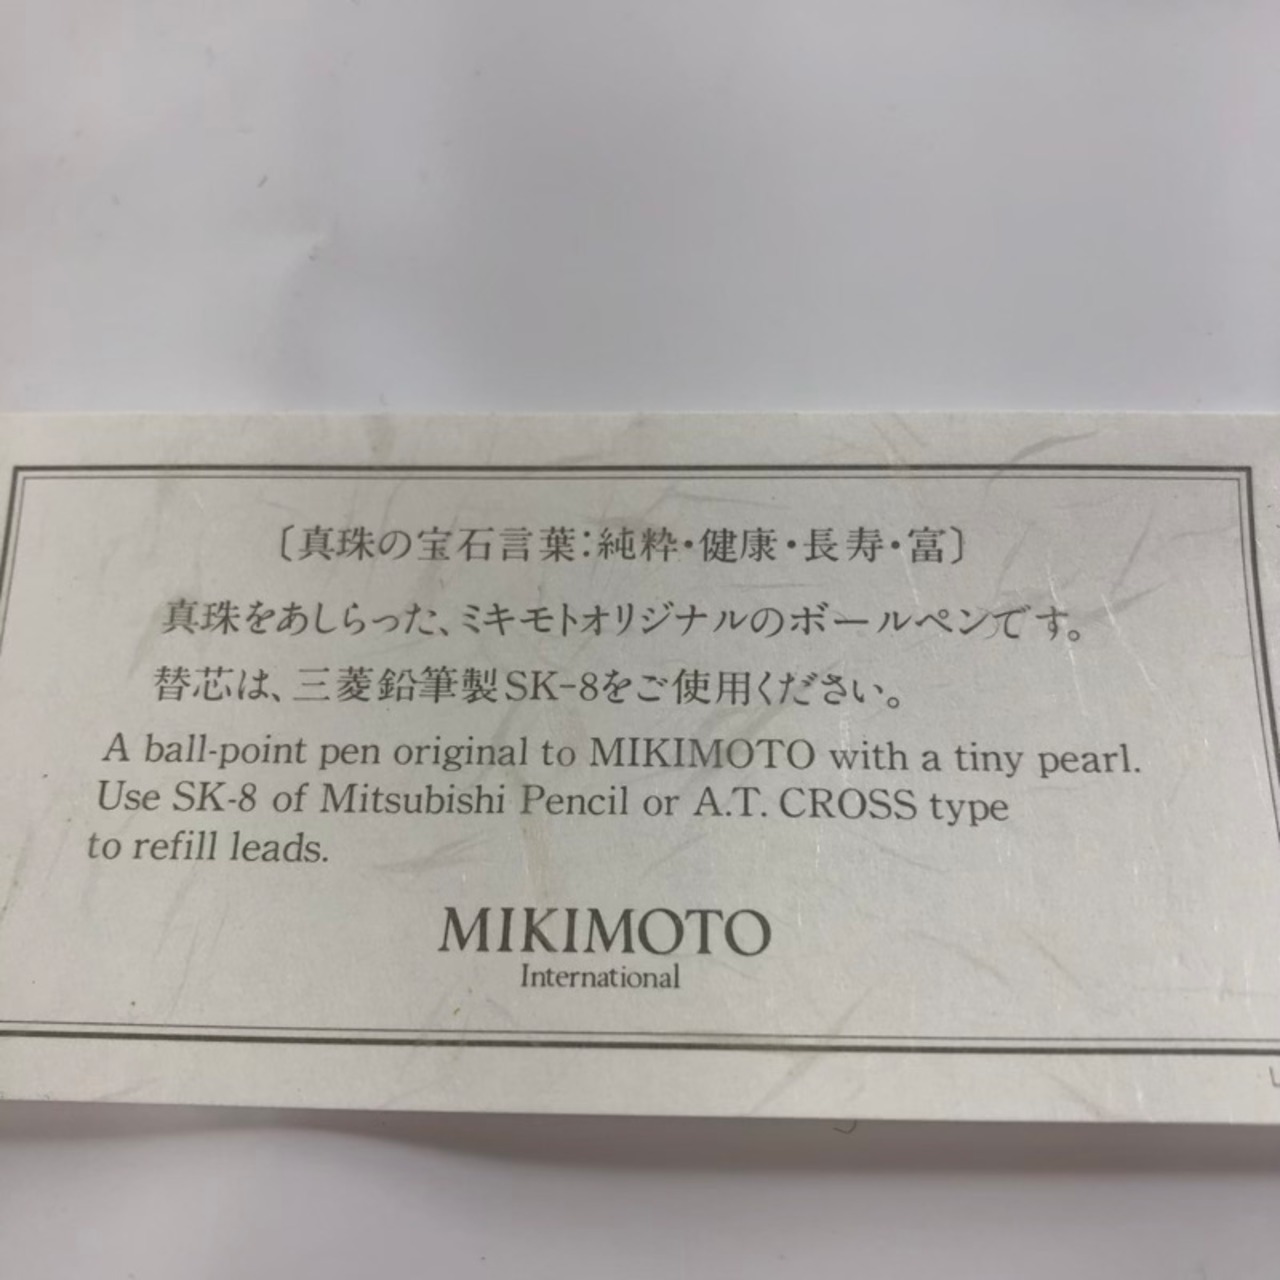 〔真珠の宝石言葉:純粋・健康・長寿・富〕
真珠をあしらった、ミキモトオリジナルのボールペンです。
替芯は、三菱鉛筆製SK-8をご使用ください。
A ball-point pen original to MIKIMOTO with a tiny pearl.
Use SK-8 of Mitsubishi Pencil or A.T. CROSS type
to refill leads.
MIKIMOTO
International